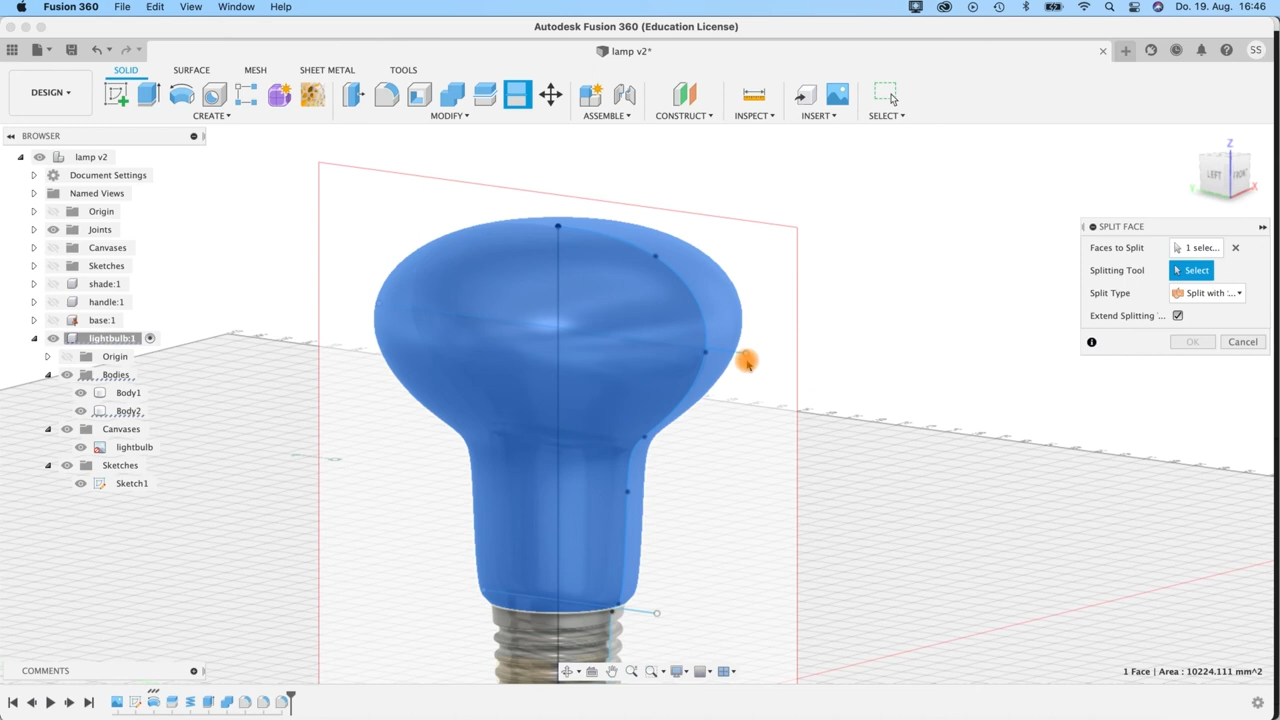 Fusion 360 File Edit View Window Help Do. 19. Aug. 16:46
Autodesk Fusion 360 (Education License)
lamp v2* SS
DESIGN SOLID SURFACE MESH SHEET METAL TOOLS
CREATE MODIFY ASSEMBLE CONSTRUCT INSPECT INSERT SELECT
BROWSER
lamp v2
Document Settings
Named Views
Origin
Joints
Canvases
Sketches
shade:1
handle:1
base:1
lightbulb:1
Origin
Bodies
Body1
Body2
Canvases
lightbulb
Sketches
Sketch1
Z
LEFT FRONT
Y X
SPLIT FACE
Faces to Split 1 selec...
Splitting Tool Select
Split Type Split with '...
Extend Splitting '...
OK Cancel
COMMENTS
1 Face | Area : 10224.111 mm^2